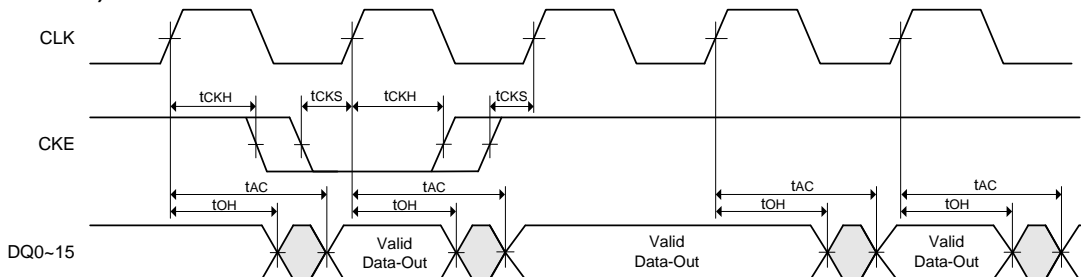 CLK
tCKH tCKS tCKH tCKS
CKE
tAC tAC tAC tAC
tOH tOH tOH tOH
DQ0~15
Valid
Data-Out
Valid
Data-Out
Valid
Data-Out